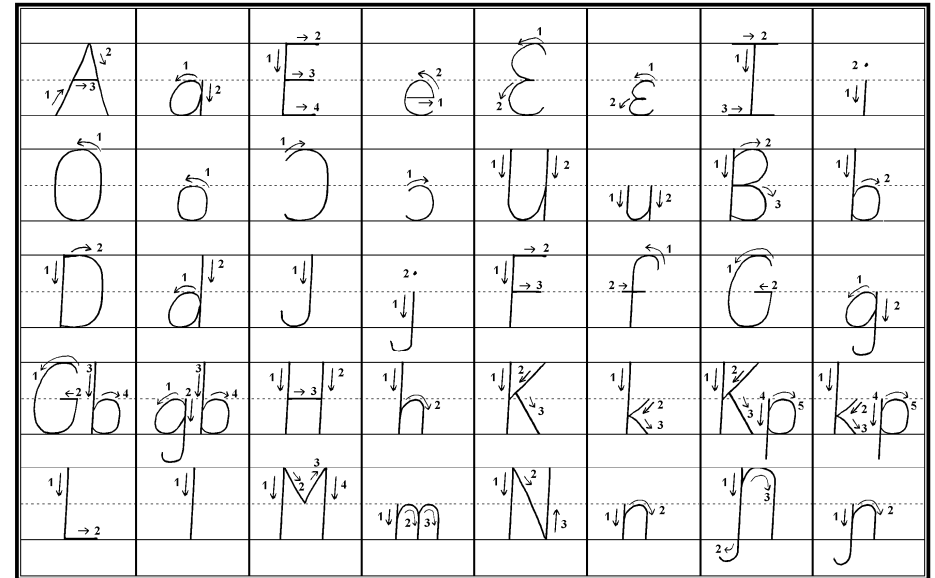 A a E e Ɛ ɛ I i
O o Ɔ ɔ U u B b
D d J j F f G g
Gb gb H h K k Kp kp
L l M m N n Ɲ ɲ